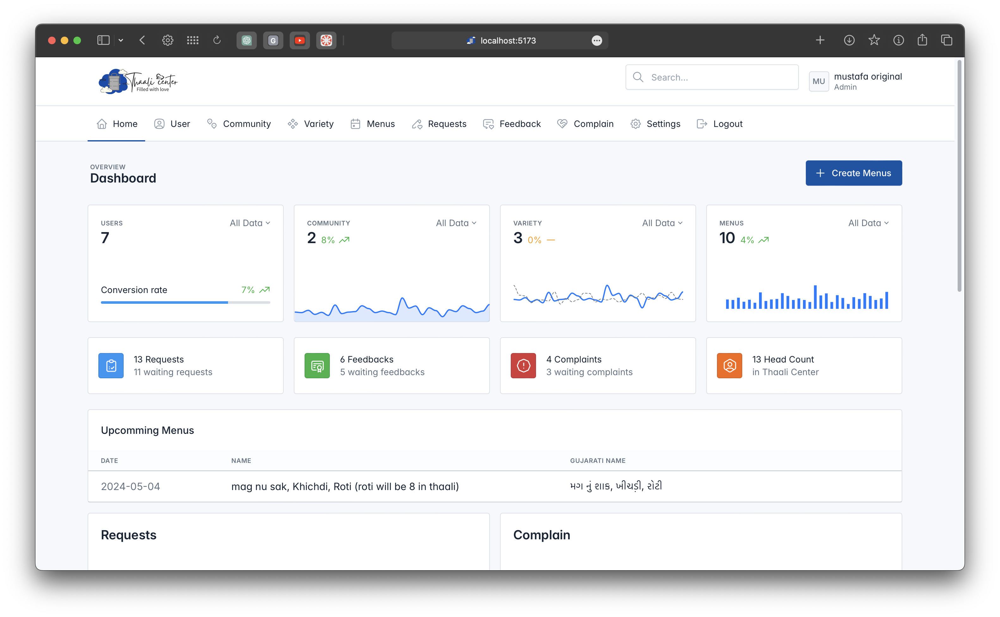 G
localhost:5173
Thaali center
Filled with love
Search...
MU
mustafa original
Admin
Home
User
Community
Variety
Menus
Requests
Feedback
Complain
Settings
Logout
OVERVIEW
Dashboard
Create Menus
USERS
All Data
7
Conversion rate
7%
COMMUNITY
All Data
2 8%
VARIETY
All Data
3 0%
MENUS
All Data
10 4%
13 Requests
11 waiting requests
6 Feedbacks
5 waiting feedbacks
4 Complaints
3 waiting complaints
13 Head Count
in Thaali Center
Upcomming Menus
DATE NAME GUJARATI NAME
2024-05-04 mag nu sak, Khichdi, Roti (roti will be 8 in thaali) મગ નું શાક, ખીચડ઼ી, રોટી
Requests
Complain